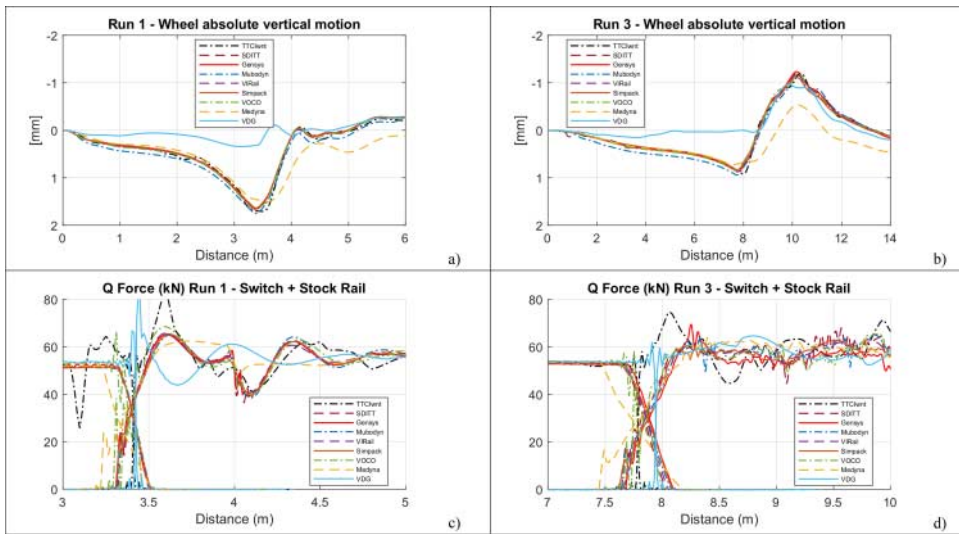 Run 1 - Wheel absolute vertical motion
-2
-1
0
1
2
[mm]
TTClient
SDITT
Gensys
Mubodyn
VIRail
Simpack
VOCO
Medyna
VDG
0 1 2 3 4 5 6
Distance (m)
a)
Run 3 - Wheel absolute vertical motion
-2
-1
0
1
2
[mm]
TTClient
SDITT
Gensys
Mubodyn
VIRail
Simpack
VOCO
Medyna
VDG
0 2 4 6 8 10 12 14
Distance (m)
b)
Q Force (kN) Run 1 - Switch + Stock Rail
80
60
40
20
0
TTClient
SDITT
Gensys
Mubodyn
VIRail
Simpack
VOCO
Medyna
VDG
3 3.5 4 4.5 5
Distance (m)
c)
Q Force (kN) Run 3 - Switch + Stock Rail
80
60
40
20
0
TTClient
SDITT
Gensys
Mubodyn
VIRail
Simpack
VOCO
Medyna
VDG
7 7.5 8 8.5 9 9.5 10
Distance (m)
d)